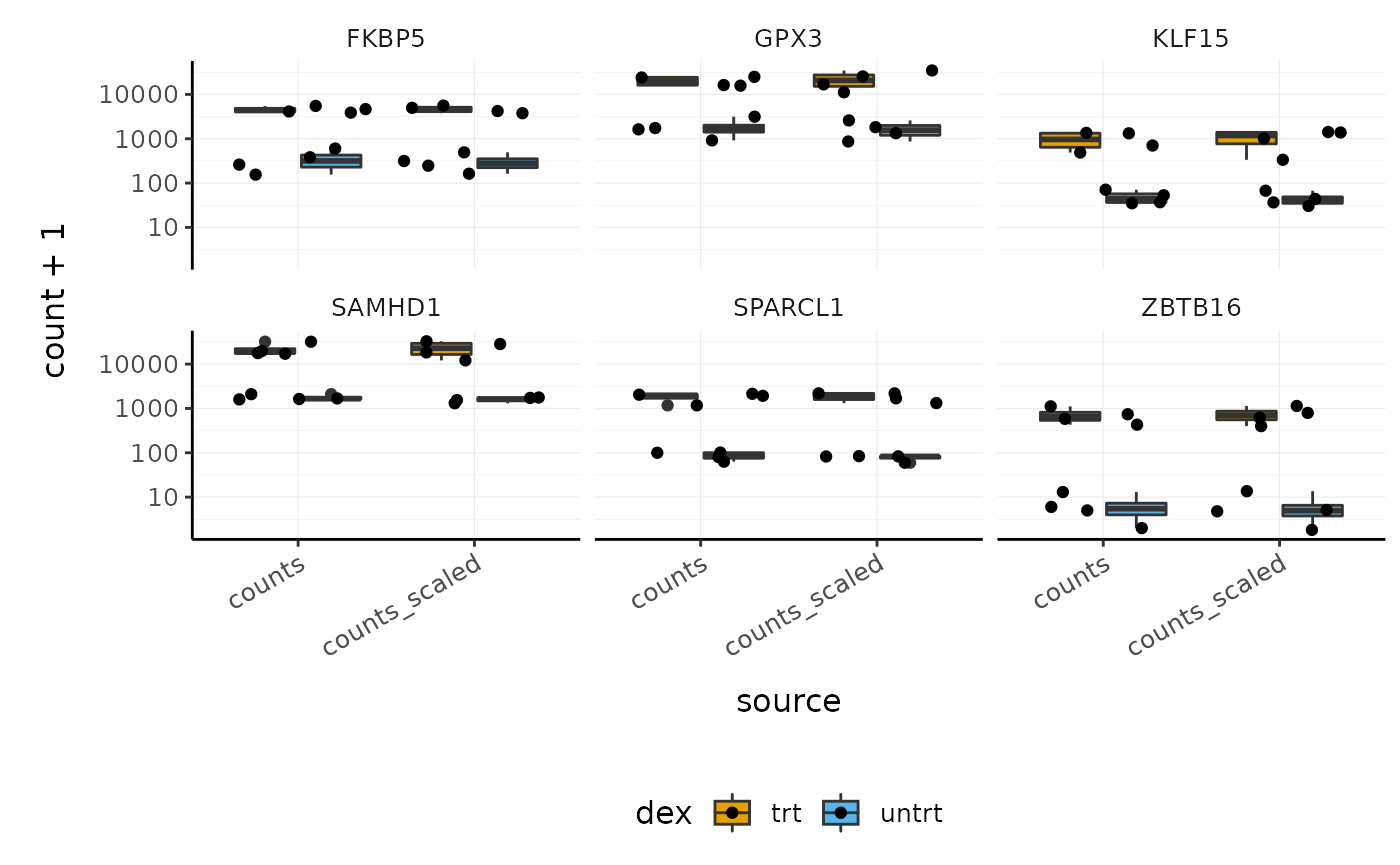 FKBP5 GPX3 KLF15
10000
1000
100
10
SAMHD1 SPARCL1 ZBTB16
10000
1000
100
10
count + 1
counts counts_scaled counts counts_scaled counts counts_scaled
source
dex trt untrt